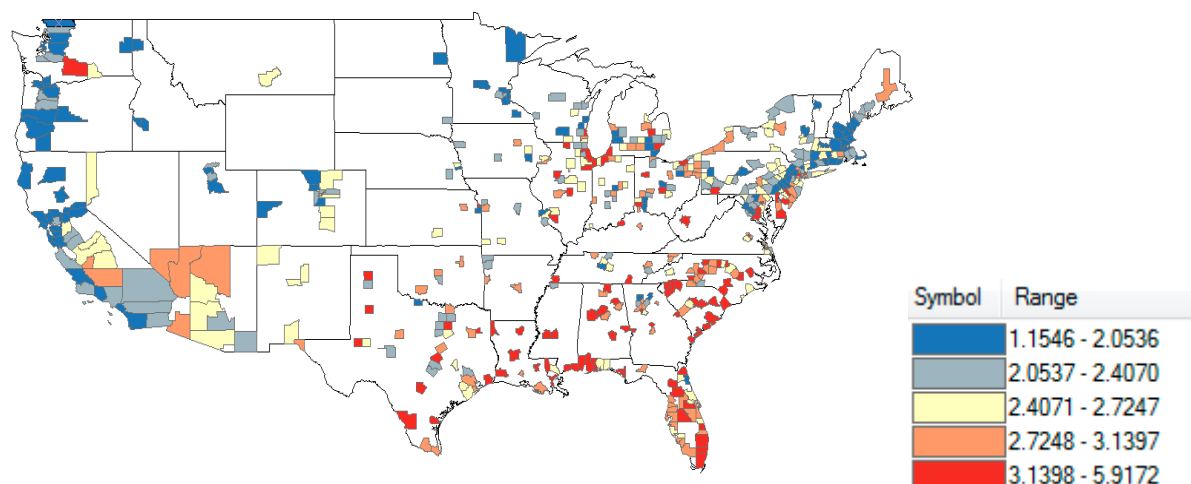 Symbol Range
1.1546 - 2.0536
2.0537 - 2.4070
2.4071 - 2.7247
2.7248 - 3.1397
3.1398 - 5.9172